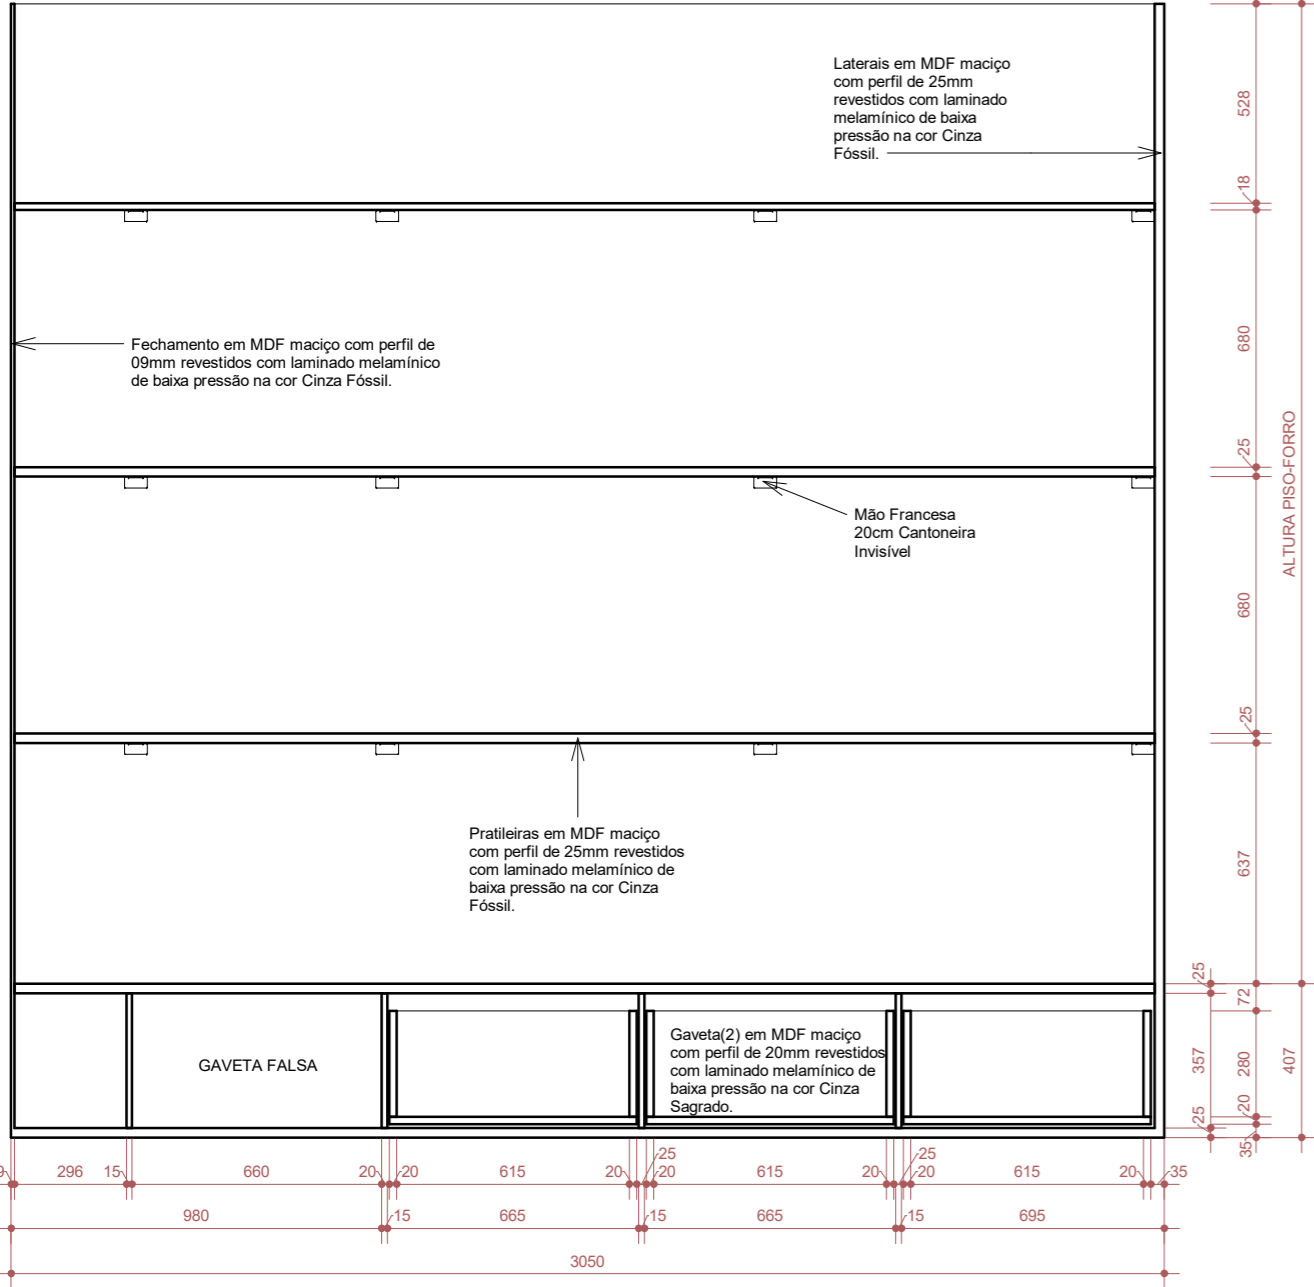 Laterais em MDF maciço
com perfil de 25mm
revestidos com laminado
melamínico de baixa
pressão na cor Cinza
Fóssil.
528
18
Fechamento em MDF maciço com perfil de
09mm revestidos com laminado melamínico
de baixa pressão na cor Cinza Fóssil.
680
25
ALTURA PISO-FORRO
Mão Francesa
20cm Cantoneira
Invisível
680
25
Pratileiras em MDF maciço
com perfil de 25mm revestidos
com laminado melamínico de
baixa pressão na cor Cinza
Fóssil.
637
25
72
GAVETA FALSA
Gaveta(2) em MDF maciço
com perfil de 20mm revestidos
com laminado melamínico de
baixa pressão na cor Cinza
Sagrado.
357
280
407
20
25
35
25
25
296 15 660 20 20 615 20 20 615 20 20 615 20 35
980 15 665 15 665 15 695
3050